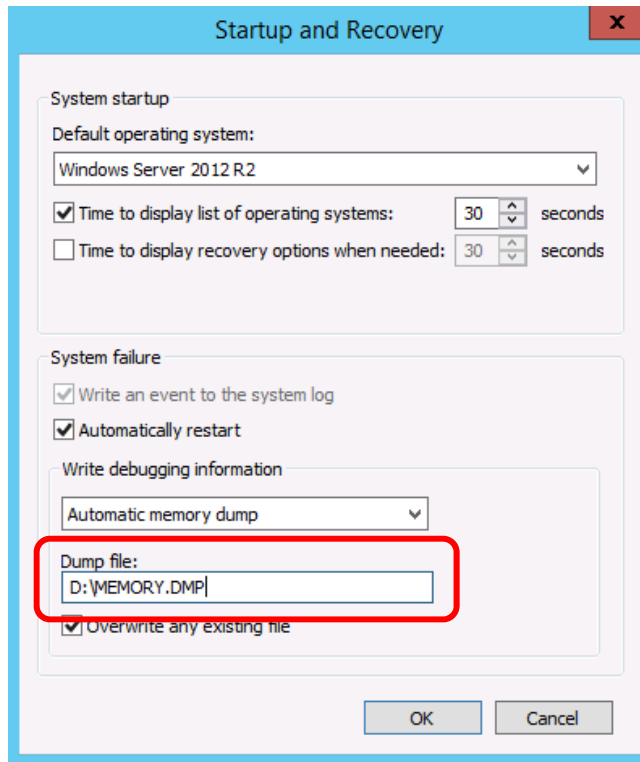 Startup and Recovery
x
System startup
Default operating system:
Windows Server 2012 R2
Time to display list of operating systems: 30 seconds
Time to display recovery options when needed: 30 seconds
System failure
Write an event to the system log
Automatically restart
Write debugging information
Automatic memory dump
Dump file:
D:\MEMORY.DMP
Overwrite any existing file
OK Cancel